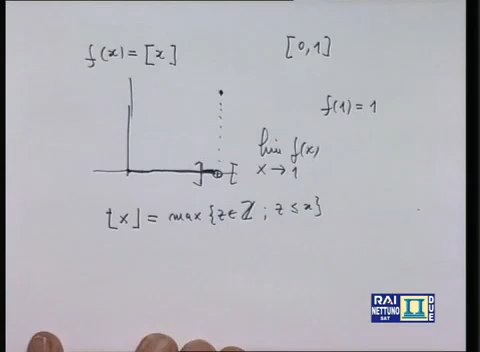 f(x) = [x]
[0,1]
f(1) = 1
lim f(x)
x → 1
] [
⌊x⌋ = max {z ∈ ℤ ; z ≤ x}
RAI
NETTUNO
SAT
DUE